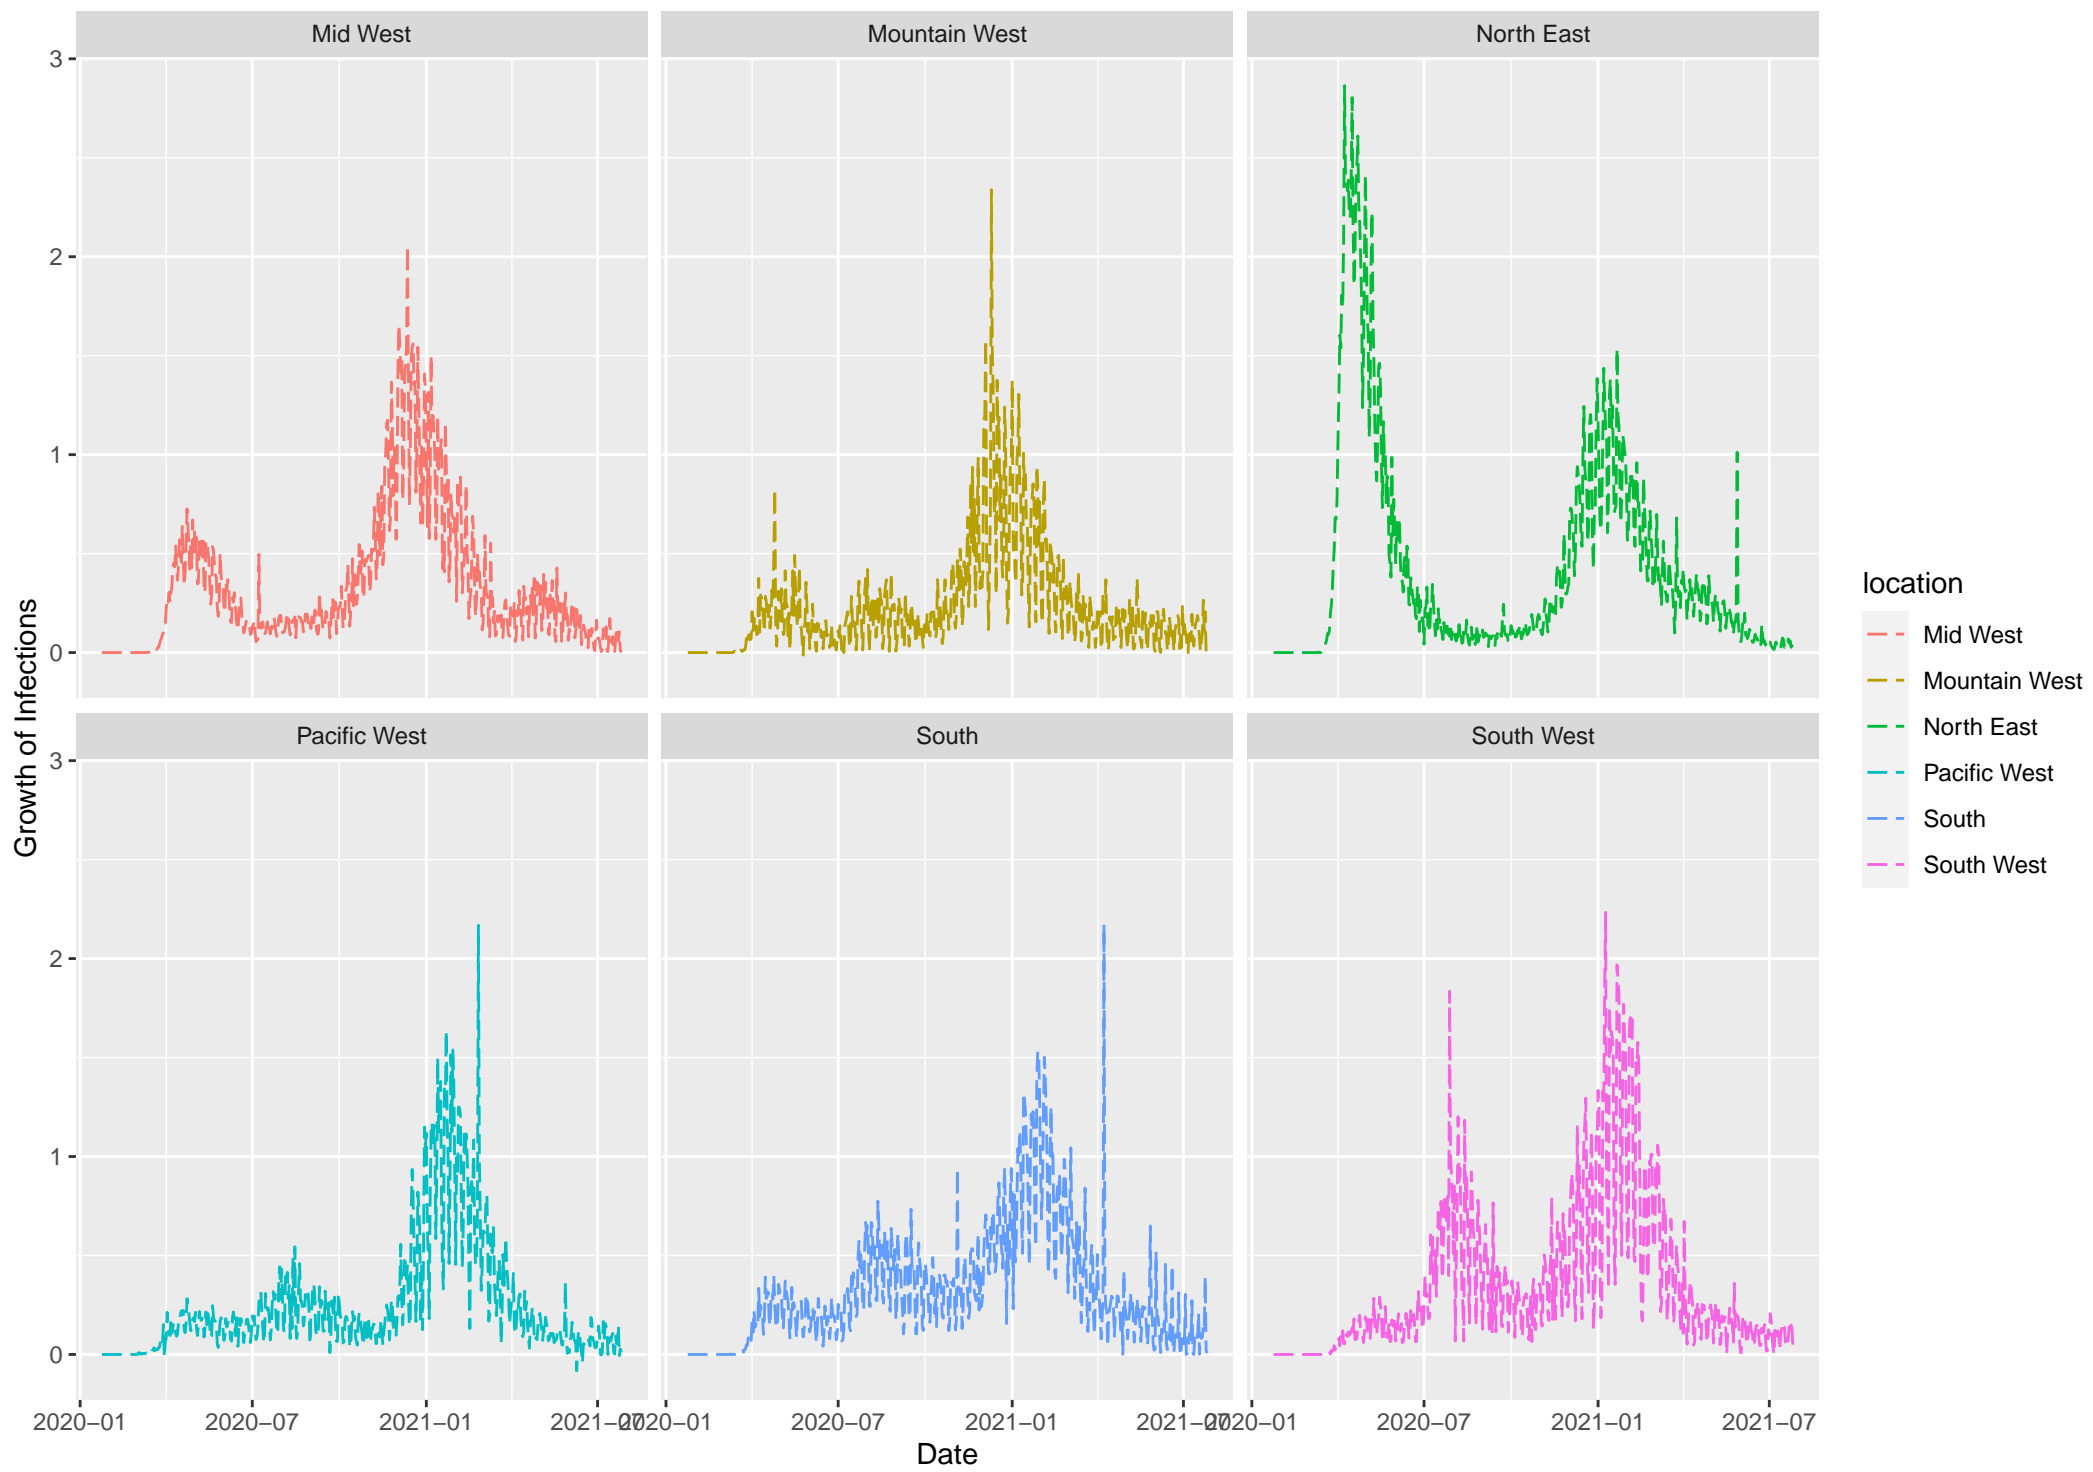 Mid West
Mountain West
North East
3
2
1
0
Growth of Infections
Pacific West
South
South West
3
2
1
0
2020–01
2020–07
2021–01
2021–07
2020–01
2020–07
2021–01
2021–07
2020–01
2020–07
2021–01
2021–07
Date
location
Mid West
Mountain West
North East
Pacific West
South
South West